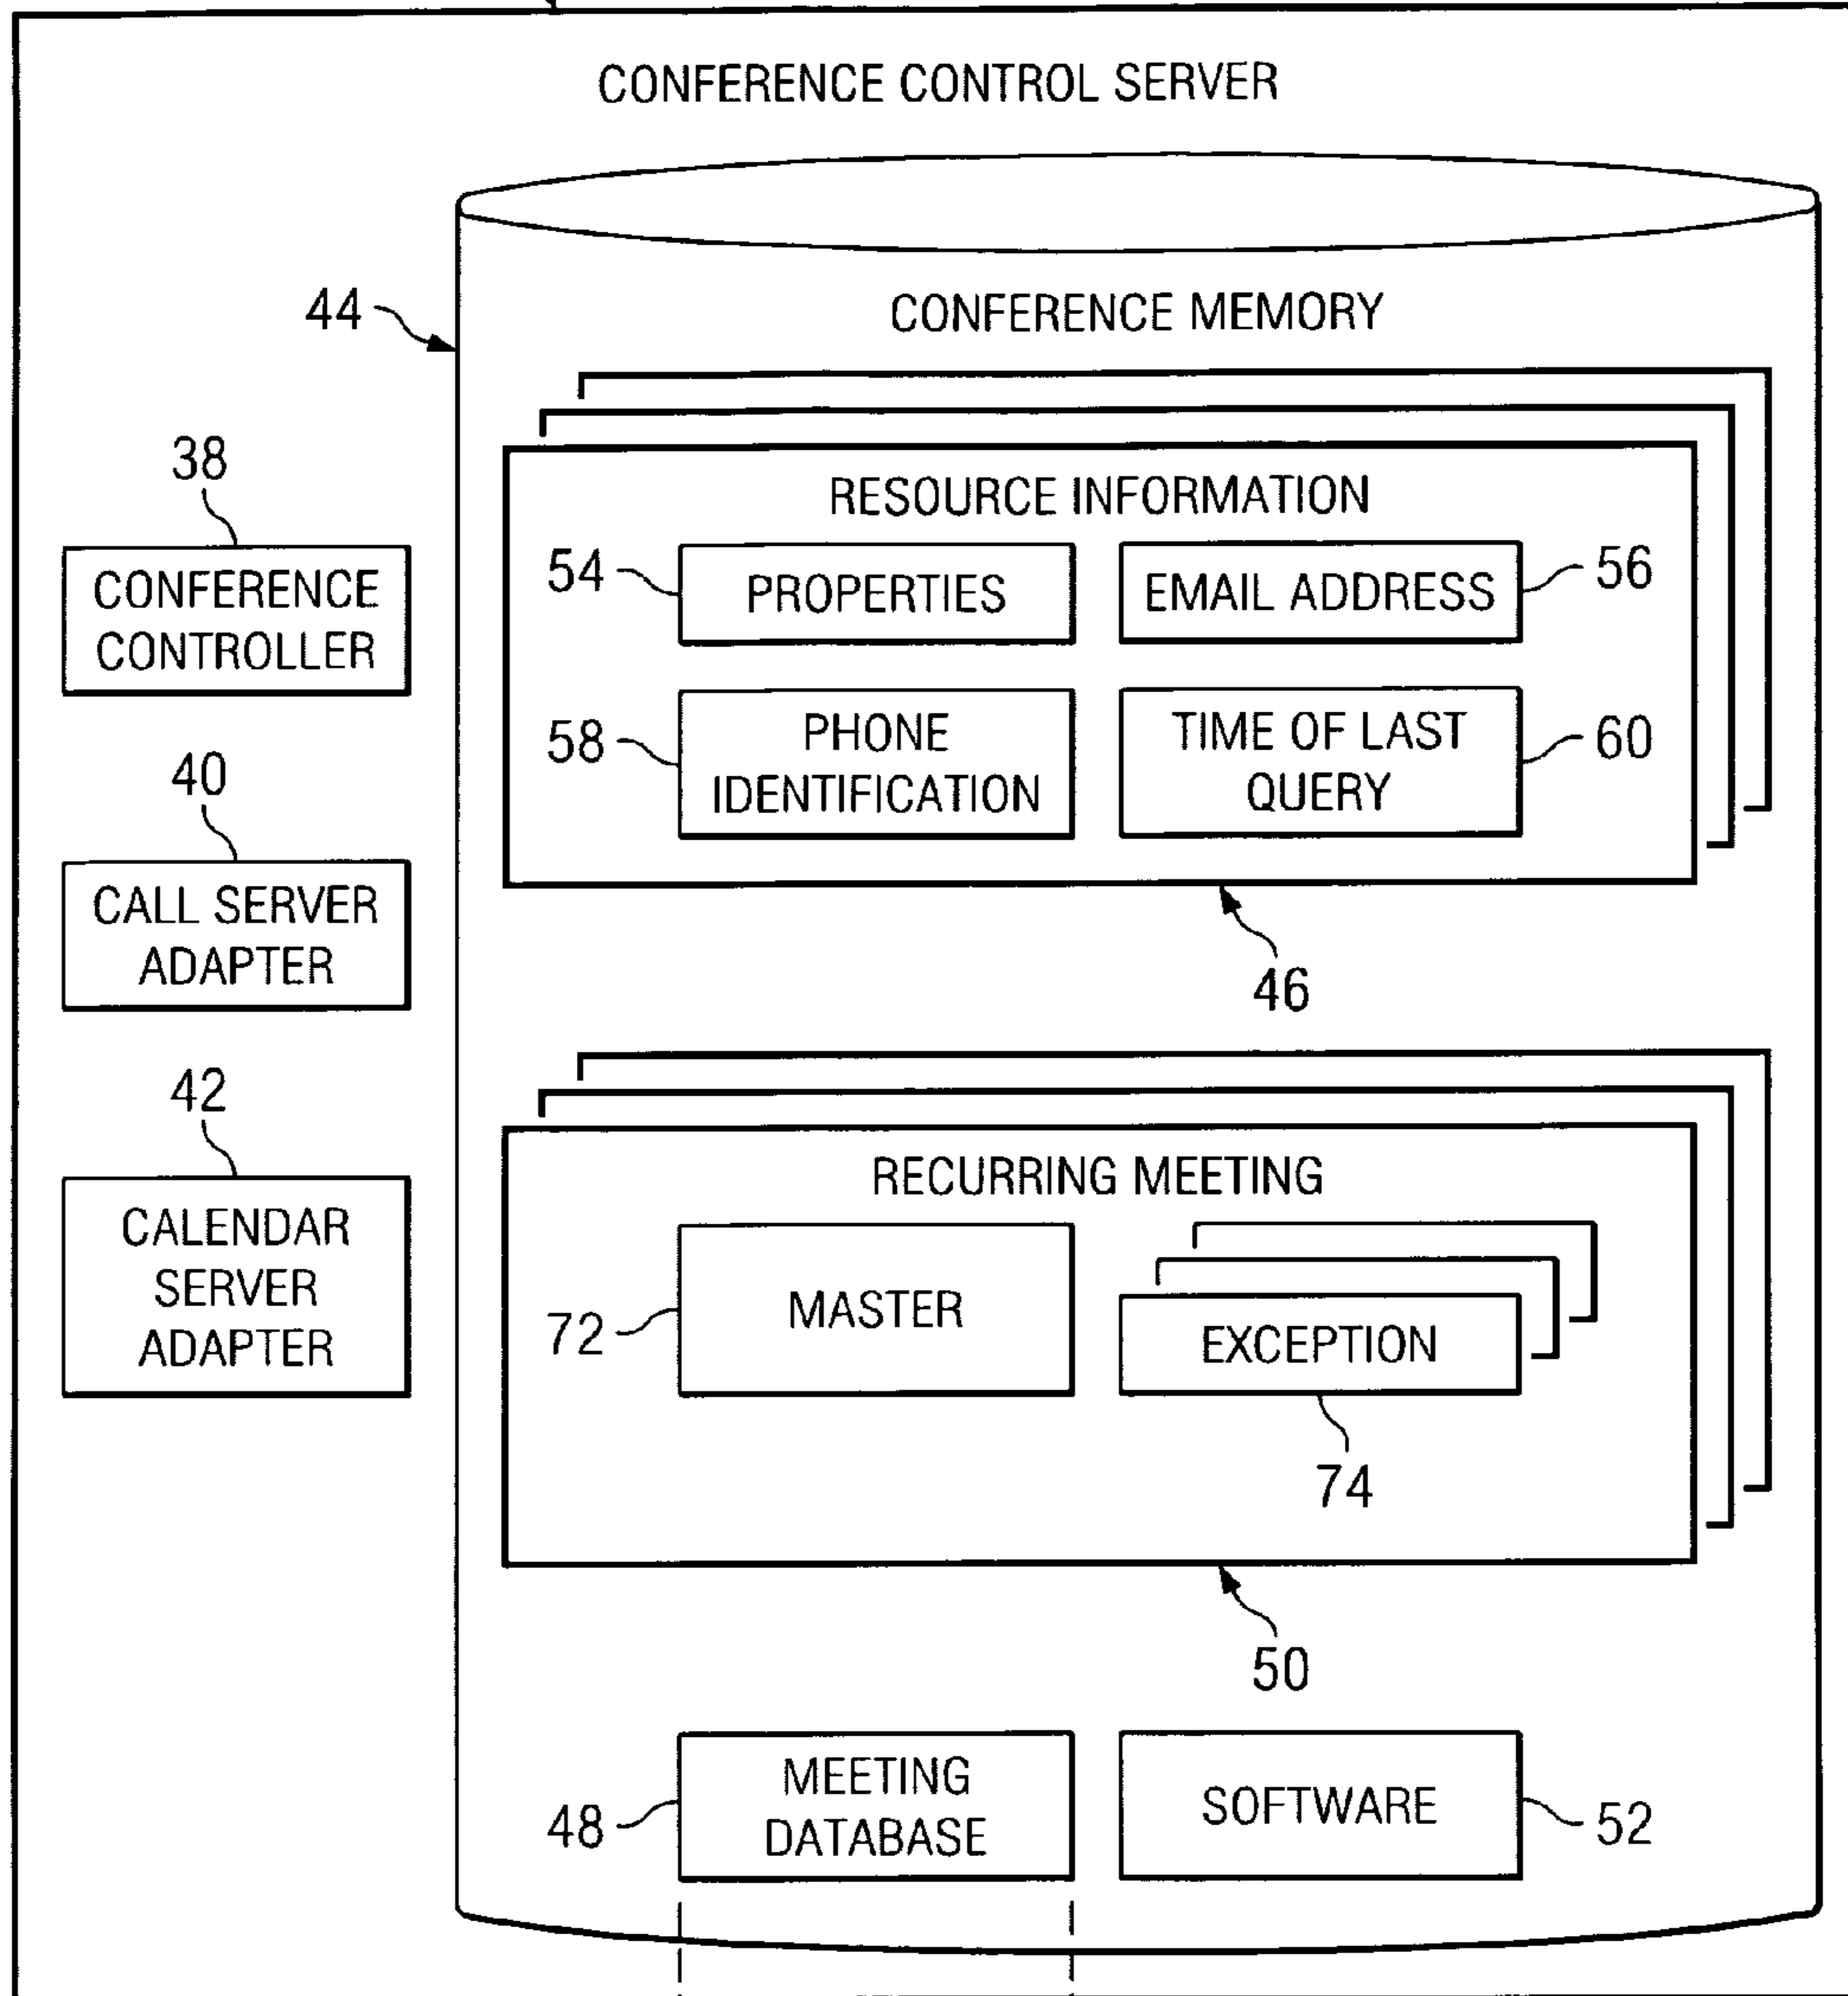 CONFERENCE CONTROL SERVER
44
CONFERENCE MEMORY
38
CONFERENCE
CONTROLLER
40
CALL SERVER
ADAPTER
42
CALENDAR
SERVER
ADAPTER
RESOURCE INFORMATION
54
PROPERTIES
EMAIL ADDRESS
56
58
PHONE
IDENTIFICATION
TIME OF LAST
QUERY
60
46
RECURRING MEETING
72
MASTER
EXCEPTION
74
50
48
MEETING
DATABASE
SOFTWARE
52